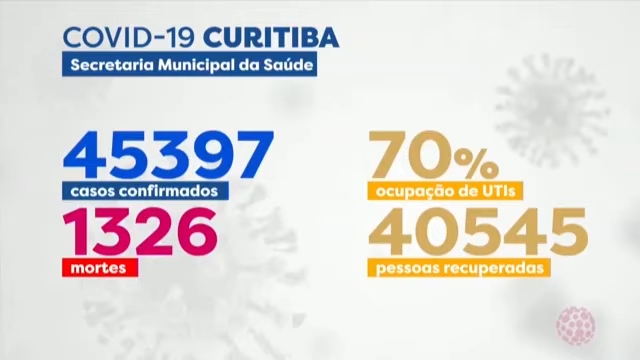 COVID-19 CURITIBA
Secretaria Municipal da Saúde
45397
casos confirmados
1326
mortes
70%
ocupação de UTIs
40545
pessoas recuperadas